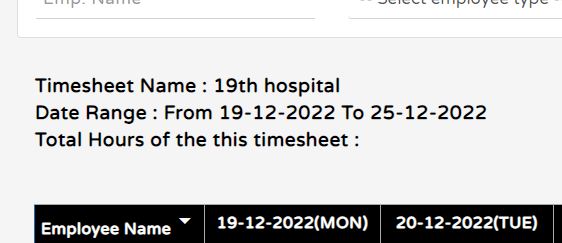 Emp. Name
-- Select employee type --
Timesheet Name : 19th hospital
Date Range : From 19-12-2022 To 25-12-2022
Total Hours of the this timesheet :
Employee Name 19-12-2022(MON) 20-12-2022(TUE)